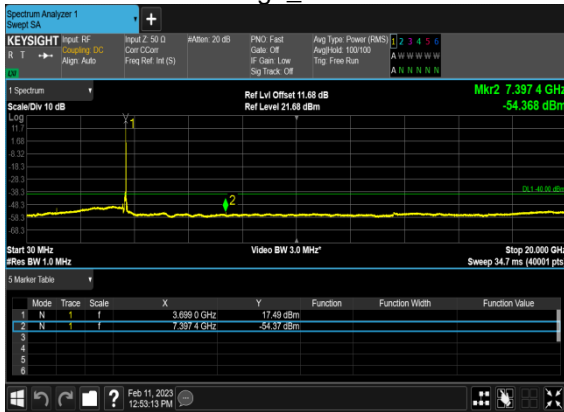 Spectrum Analyzer 1
Swept SA
KEYSIGHT Input: RF Input Z: 50 Ω #Atten: 20 dB PNO: Fast Avg Type: Power (RMS) 1 2 3 4 5 6
R T Coupling: DC Corr CCorr Gate: Off Avg|Hold: 100/100 A W W W W W
Align: Auto Freq Ref: Int (S) IF Gain: Low Trig: Free Run
Sig Track: Off A N N N N N
1 Spectrum Ref Lvl Offset 11.68 dB Mkr2 7.397 4 GHz
Scale/Div 10 dB Ref Level 21.68 dBm -54.368 dBm
Log
11.7
1.68
-8.32
-18.3
-28.3
-38.3
-48.3
-58.3
-68.3
1
2
DL1 -40.00 dBm
Start 30 MHz Video BW 3.0 MHz* Stop 20.000 GHz
#Res BW 1.0 MHz Sweep 34.7 ms (40001 pts)
5 Marker Table
Mode Trace Scale X Y Function Function Width Function Value
1 N 1 f 3.699 0 GHz 17.49 dBm
2 N 1 f 7.397 4 GHz -54.37 dBm
3
4
5
6
? Feb 11, 2023
12:53:13 PM